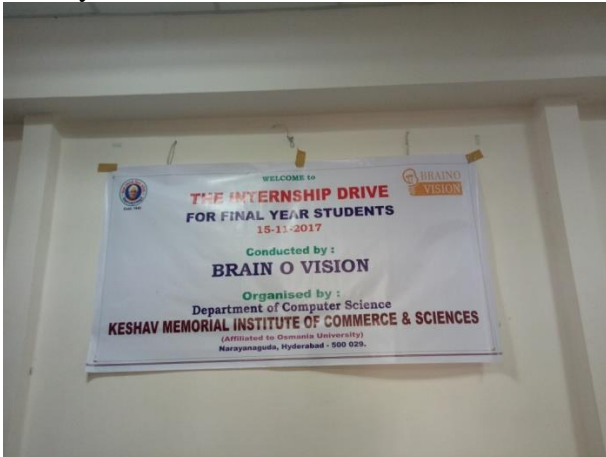 WELCOME to
THE INTERNSHIP DRIVE
FOR FINAL YEAR STUDENTS
15-11-2017
Conducted by :
BRAIN O VISION
Organised by :
Department of Computer Science
KESHAV MEMORIAL INSTITUTE OF COMMERCE & SCIENCES
(Affiliated to Osmania University)
Narayanaguda, Hyderabad - 500 029.
BRAINO
VISION